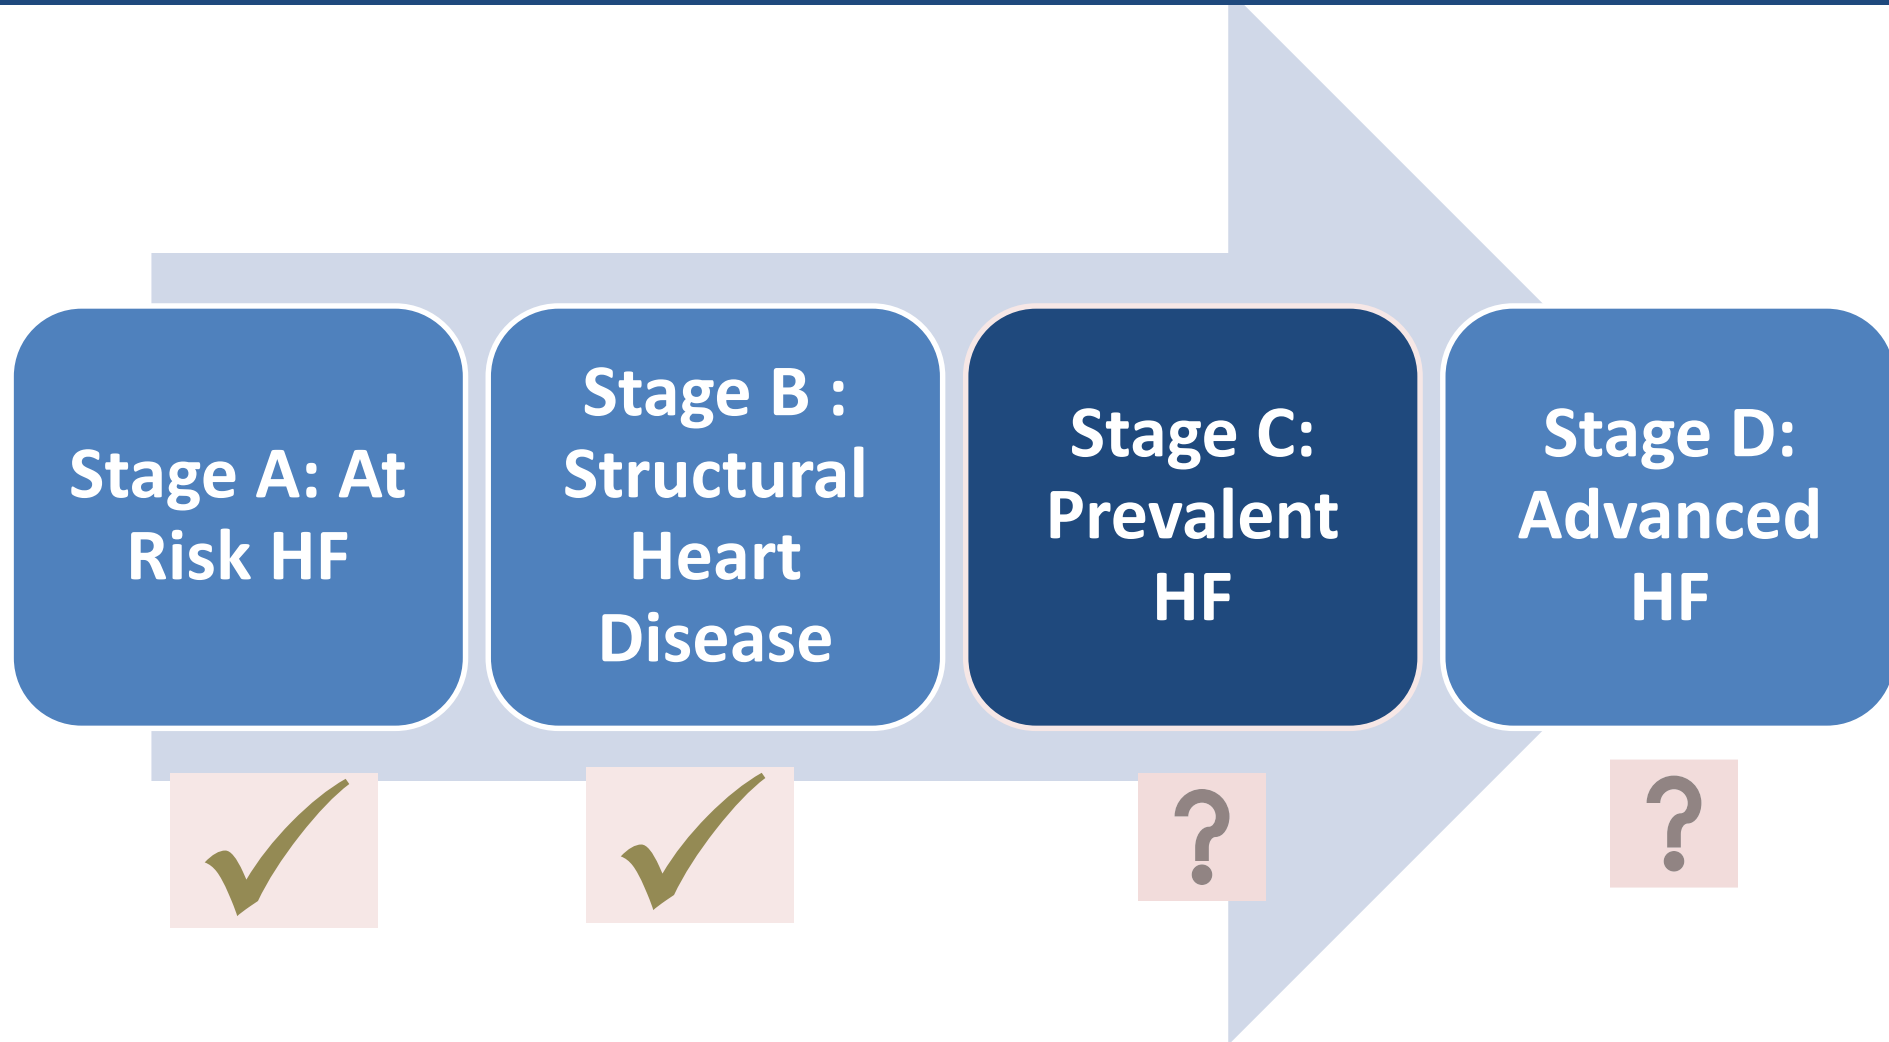 Stage A: At
Risk HF
Stage B :
Structural
Heart
Disease
Stage C:
Prevalent
HF
Stage D:
Advanced
HF
?
?